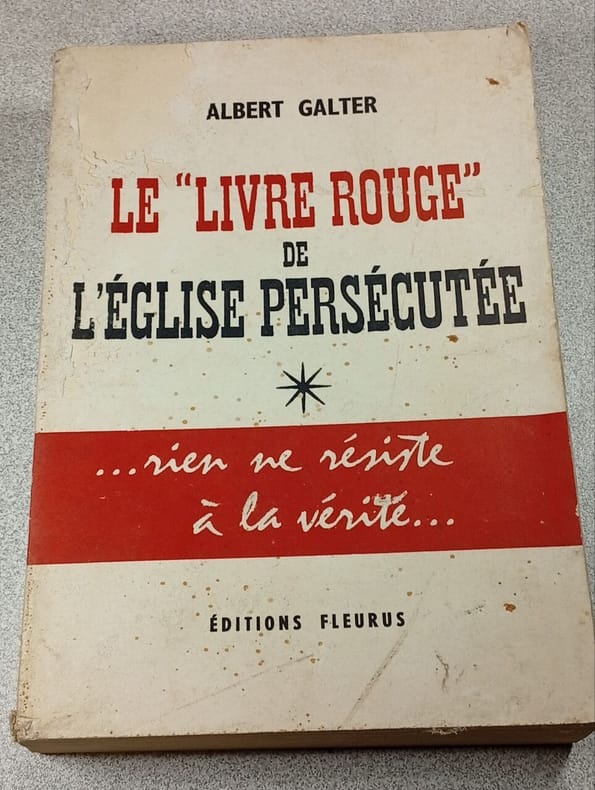 ALBERT GALTER
LE "LIVRE ROUGE"
DE
L'ÉGLISE PERSÉCUTÉE
...rien ne résiste
à la vérité...
ÉDITIONS FLEURUS